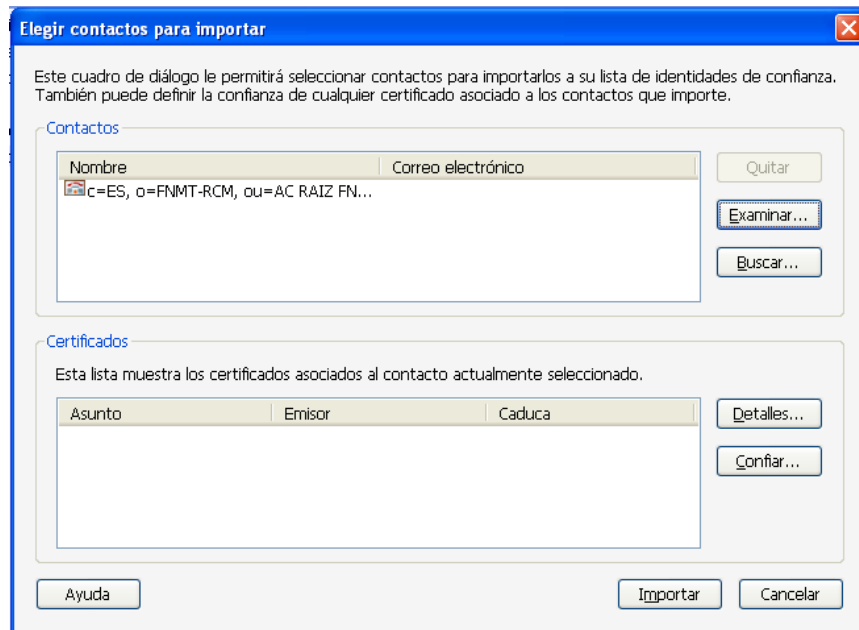 Elegir contactos para importar
Este cuadro de diálogo le permitirá seleccionar contactos para importarlos a su lista de identidades de confianza.
También puede definir la confianza de cualquier certificado asociado a los contactos que importe.
Contactos
Nombre Correo electrónico
c=ES, o=FNMT-RCM, ou=AC RAIZ FN...
Quitar
Examinar...
Buscar...
Certificados
Esta lista muestra los certificados asociados al contacto actualmente seleccionado.
Asunto Emisor Caduca
Detalles...
Confiar...
Ayuda Importar Cancelar